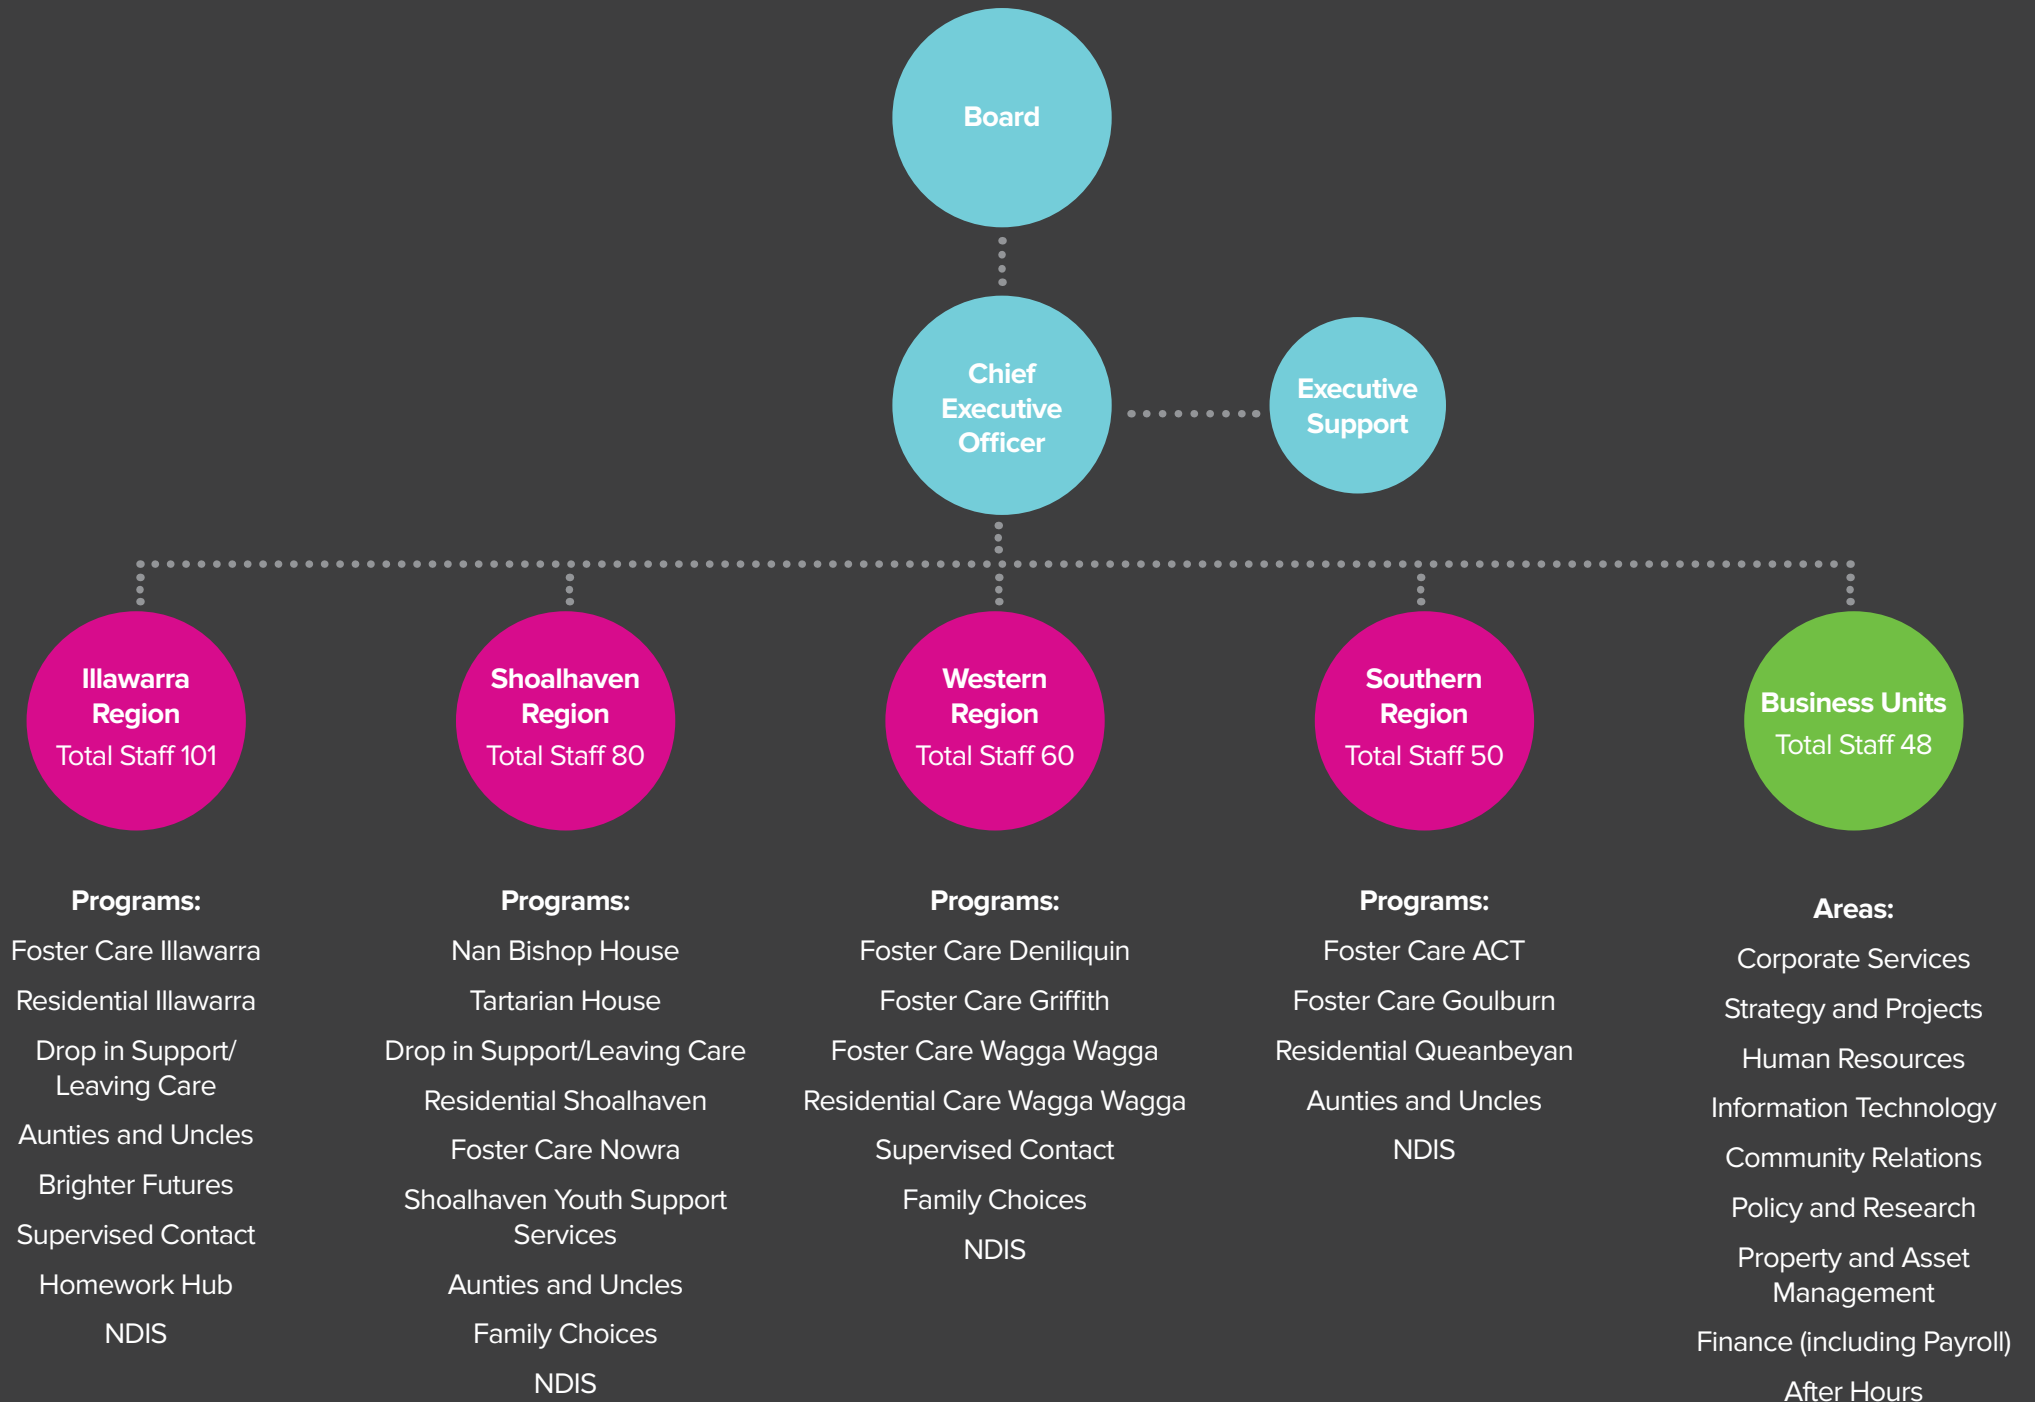 Board
Chief
Executive
Officer
Executive
Support
Illawarra
Region
Total Staff 101
Shoalhaven
Region
Total Staff 80
Western
Region
Total Staff 60
Southern
Region
Total Staff 50
Business Units
Total Staff 48
Programs:
Foster Care Illawarra
Residential Illawarra
Drop in Support/
Leaving Care
Aunties and Uncles
Brighter Futures
Supervised Contact
Homework Hub
NDIS
Programs:
Nan Bishop House
Tartarian House
Drop in Support/Leaving Care
Residential Shoalhaven
Foster Care Nowra
Shoalhaven Youth Support
Services
Aunties and Uncles
Family Choices
NDIS
Programs:
Foster Care Deniliquin
Foster Care Griffith
Foster Care Wagga Wagga
Residential Care Wagga Wagga
Supervised Contact
Family Choices
NDIS
Programs:
Foster Care ACT
Foster Care Goulburn
Residential Queanbeyan
Aunties and Uncles
NDIS
Areas:
Corporate Services
Strategy and Projects
Human Resources
Information Technology
Community Relations
Policy and Research
Property and Asset
Management
Finance (including Payroll)
After Hours